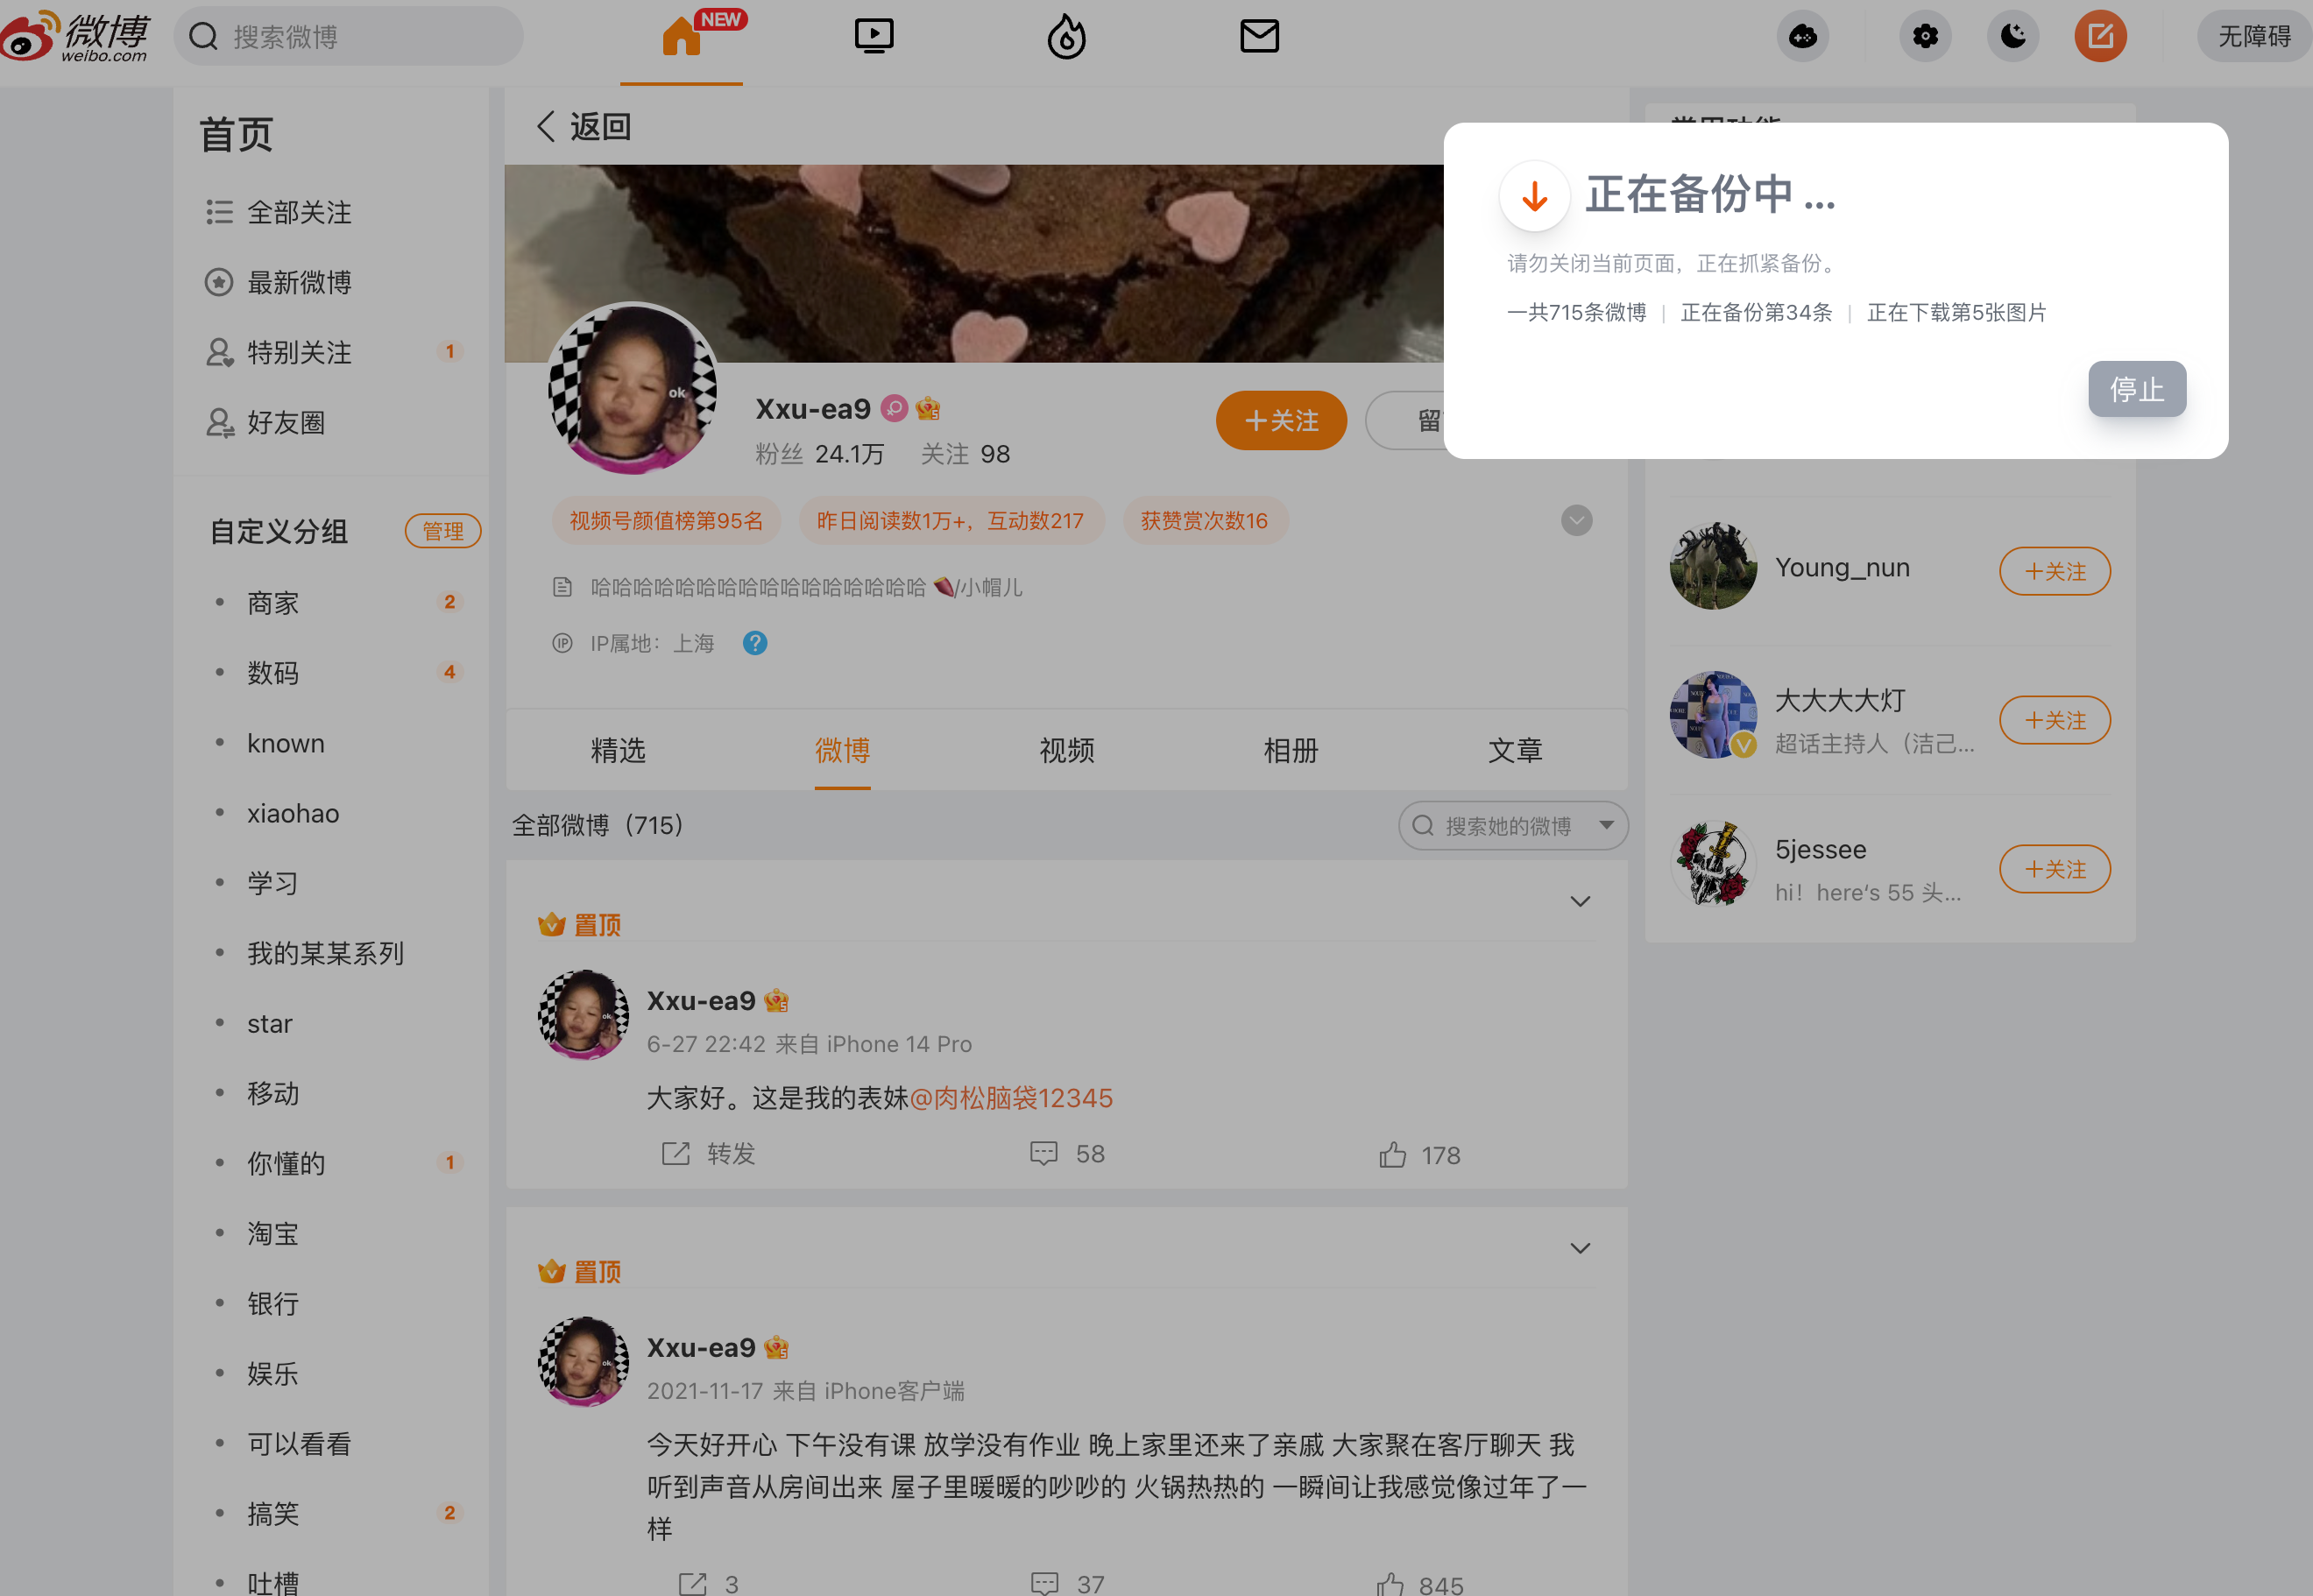 微博
weibo.com
搜索微博
NEW
无障碍
首页
全部关注
最新微博
特别关注 1
好友圈
自定义分组 管理
商家 2
数码 4
known
xiaohao
学习
我的某某系列
star
移动
你懂的 1
淘宝
银行
娱乐
可以看看
搞笑 2
吐槽
返回
ok
Xxu-ea9
粉丝 24.1万 关注 98
+关注
留
视频号颜值榜第95名 昨日阅读数1万+，互动数217 获赞赏次数16
哈哈哈哈哈哈哈哈哈哈哈哈哈哈哈哈 🍠/小帽儿
IP属地：上海
精选 微博 视频 相册 文章
全部微博（715）
搜索她的微博
置顶
Xxu-ea9
6-27 22:42 来自 iPhone 14 Pro
大家好。这是我的表妹@肉松脑袋12345
转发 58 178
置顶
Xxu-ea9
2021-11-17 来自 iPhone客户端
今天好开心 下午没有课 放学没有作业 晚上家里还来了亲戚 大家聚在客厅聊天 我
听到声音从房间出来 屋子里暖暖的吵吵的 火锅热热的 一瞬间让我感觉像过年了一
样
3 37 845
正在备份中 ...
请勿关闭当前页面，正在抓紧备份。
一共715条微博 | 正在备份第34条 | 正在下载第5张图片
停止
Young_nun
+关注
大大大大灯
超话主持人（洁己...
+关注
5jessee
hi！here‘s 55 头...
+关注